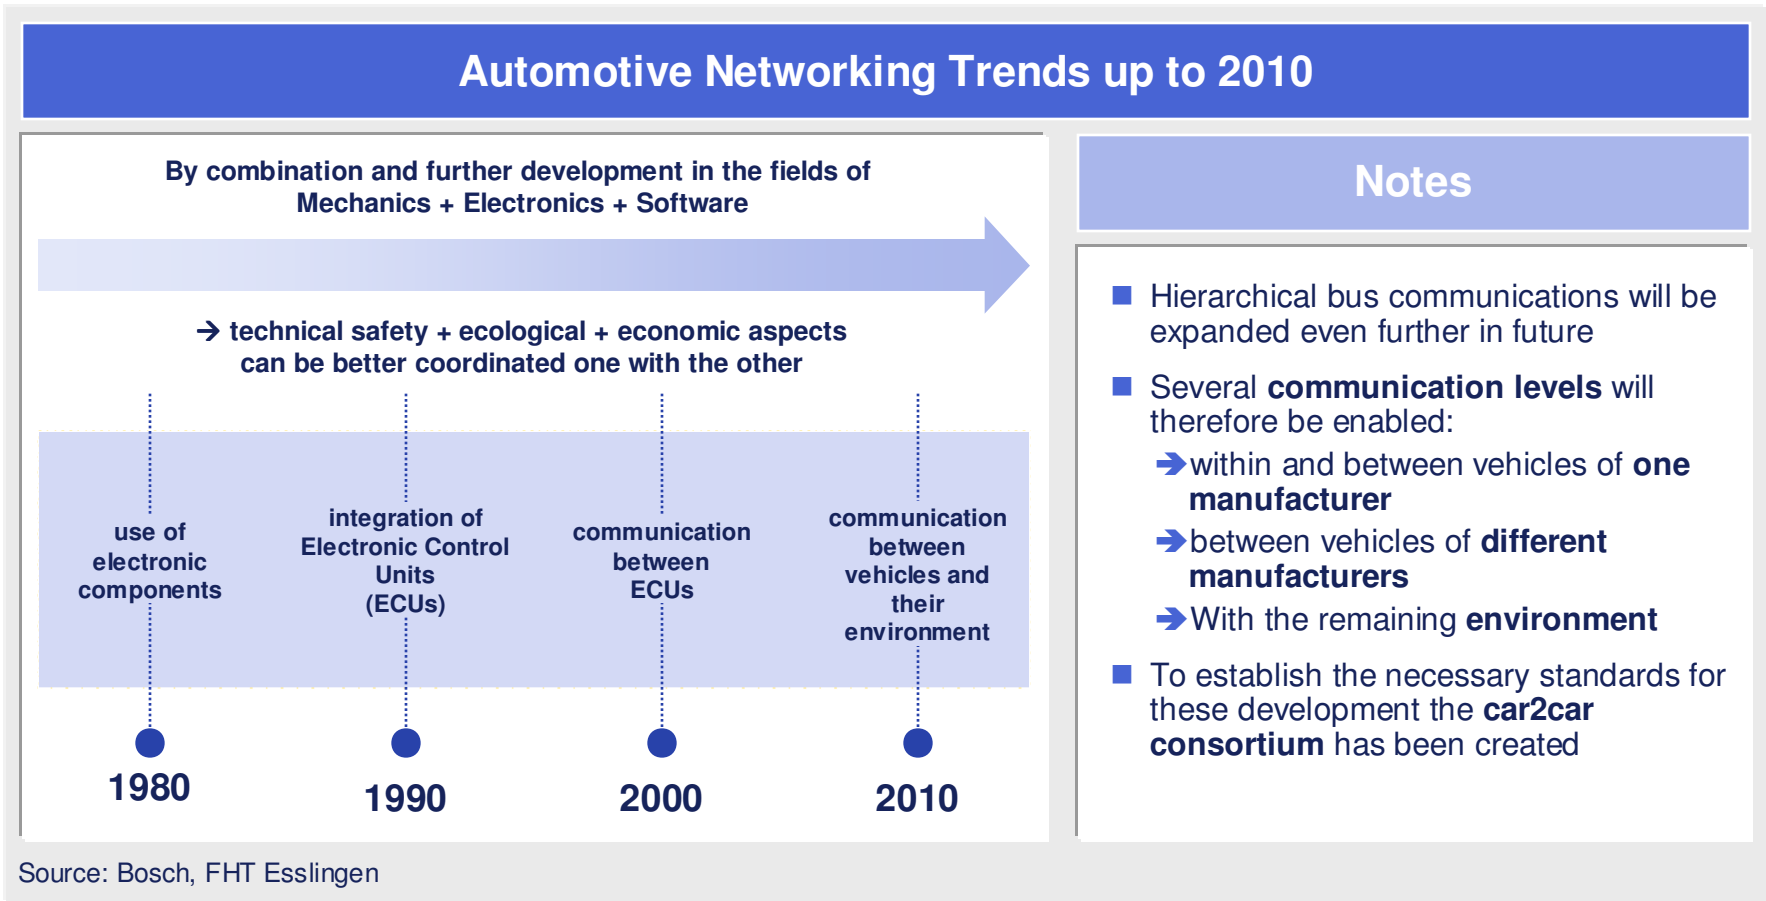 Automotive Networking Trends up to 2010
By combination and further development in the fields of
Mechanics + Electronics + Software
➔ technical safety + ecological + economic aspects
can be better coordinated one with the other
use of
electronic
components
integration of
Electronic Control
Units
(ECUs)
communication
between
ECUs
communication
between
vehicles and
their
environment
1980
1990
2000
2010
Notes
Hierarchical bus communications will be
expanded even further in future
Several communication levels will
therefore be enabled:
➔within and between vehicles of one
manufacturer
➔between vehicles of different
manufacturers
➔With the remaining environment
To establish the necessary standards for
these development the car2car
consortium has been created
Source: Bosch, FHT Esslingen